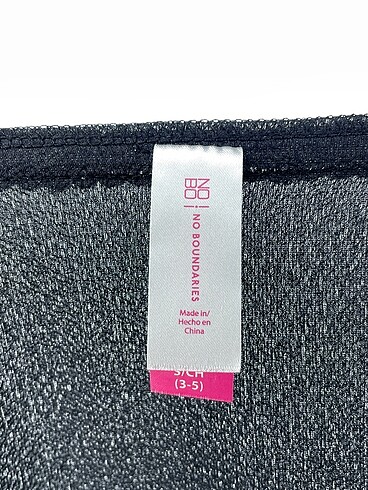 NO
BO
NO BOUNDARIES
Made in/
Hecho en
China
S/CH
(3-5)